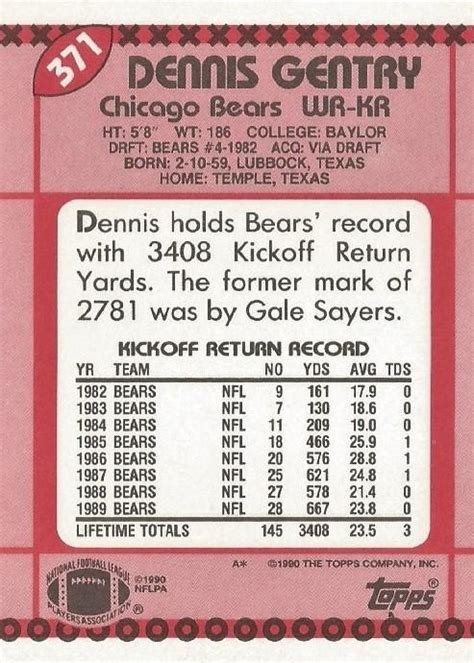 371
DENNIS GENTRY
Chicago Bears WR-KR
HT: 5'8" WT: 186 COLLEGE: BAYLOR
DRFT: BEARS #4-1982 ACQ: VIA DRAFT
BORN: 2-10-59, LUBBOCK, TEXAS
HOME: TEMPLE, TEXAS
Dennis holds Bears' record
with 3408 Kickoff Return
Yards. The former mark of
2781 was by Gale Sayers.
KICKOFF RETURN RECORD
YR TEAM NO YDS AVG TDS
1982 BEARS NFL 9 161 17.9 0
1983 BEARS NFL 7 130 18.6 0
1984 BEARS NFL 11 209 19.0 0
1985 BEARS NFL 18 466 25.9 1
1986 BEARS NFL 20 576 28.8 1
1987 BEARS NFL 25 621 24.8 1
1988 BEARS NFL 27 578 21.4 0
1989 BEARS NFL 28 667 23.8 0
LIFETIME TOTALS 145 3408 23.5 3
NATIONAL FOOTBALL LEAGUE
PLAYERS ASSOCIATION
©1990
NFLPA
A* ©1990 THE TOPPS COMPANY, INC.
topps®